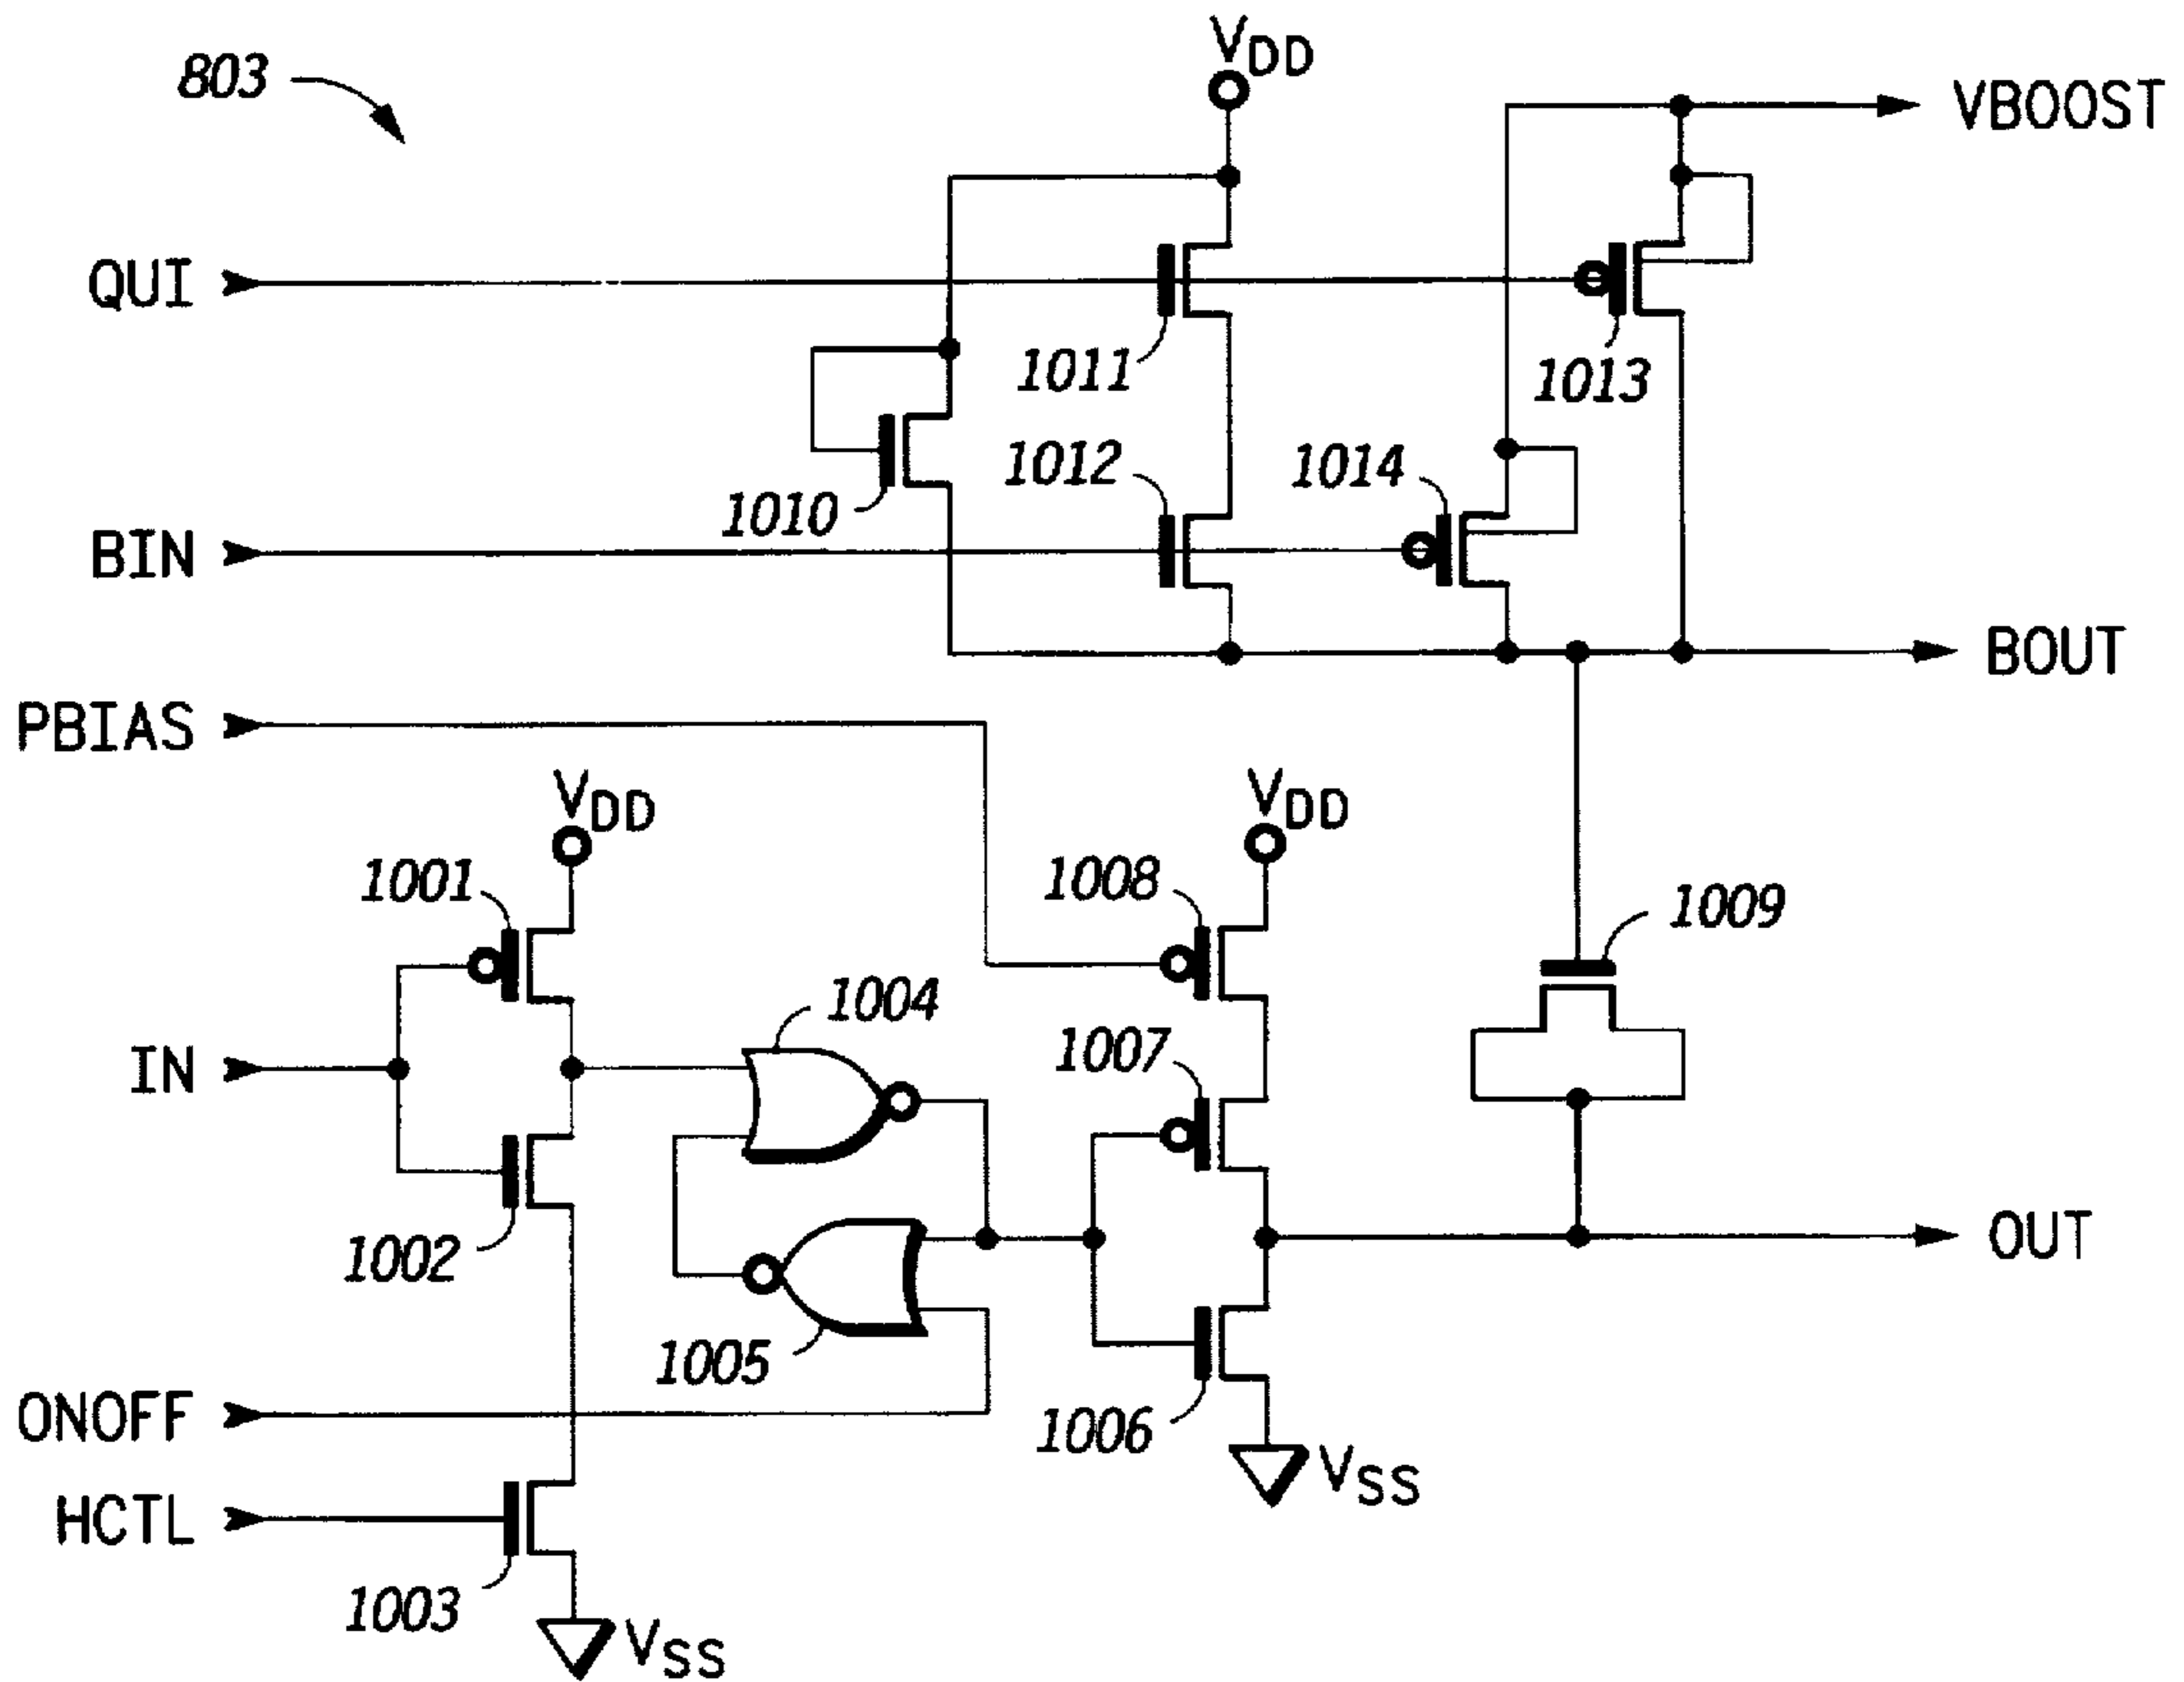 803
VDD
VBOOST
QUI
1011
1013
1012
1014
1010
BIN
BOUT
PBIAS
VDD
VDD
1001
1008
1009
1004
1007
IN
1002
OUT
1005
ONOFF
1006
VSS
HCTL
1003
VSS